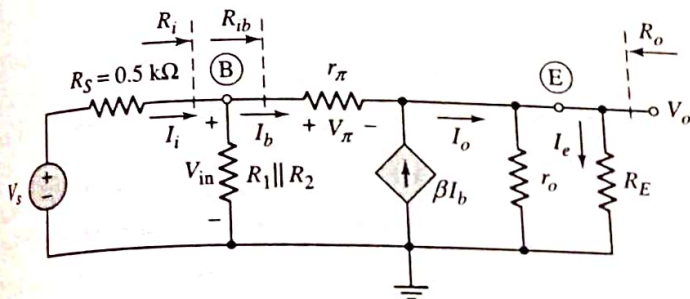 R_i R_ib R_o
R_S = 0.5 kΩ B r_π E
V_o
I_i + I_b + V_π − I_o I_e
V_s + − V_in R_1 || R_2 βI_b r_o R_E
−